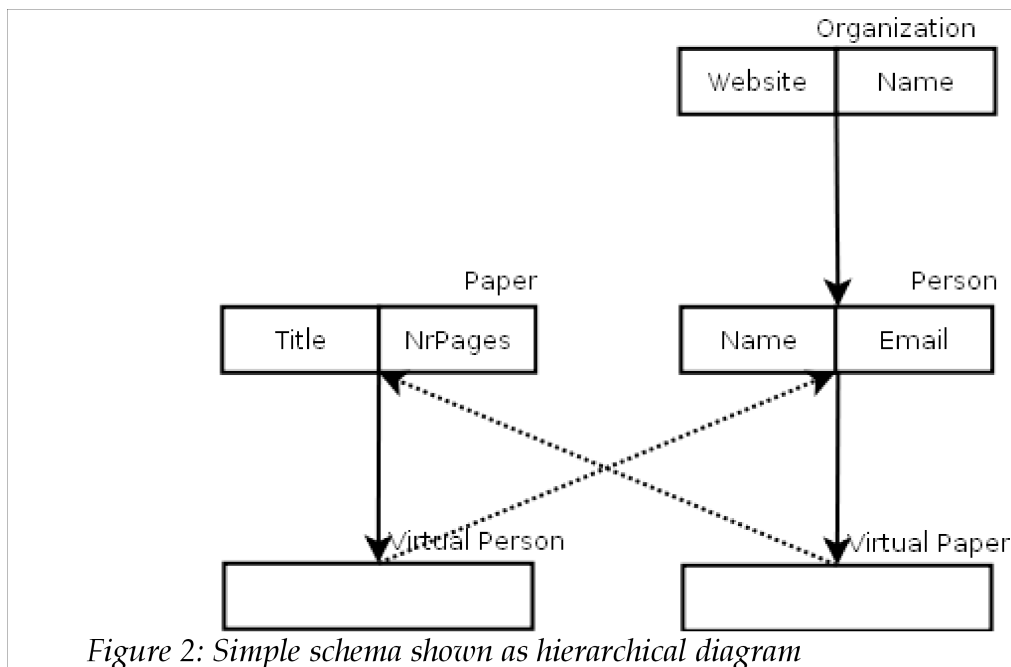 Organization
Website Name
Paper Person
Title NrPages Name Email
Virtual Person Virtual Paper
Figure 2: Simple schema shown as hierarchical diagram